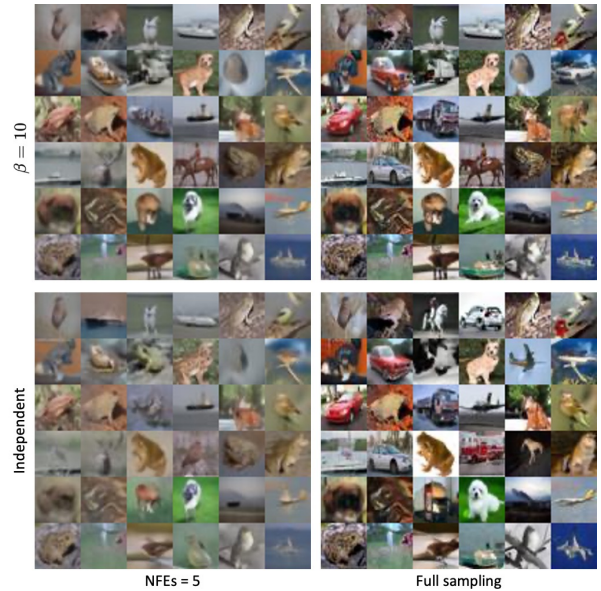 β = 10
Independent
NFEs = 5
Full sampling